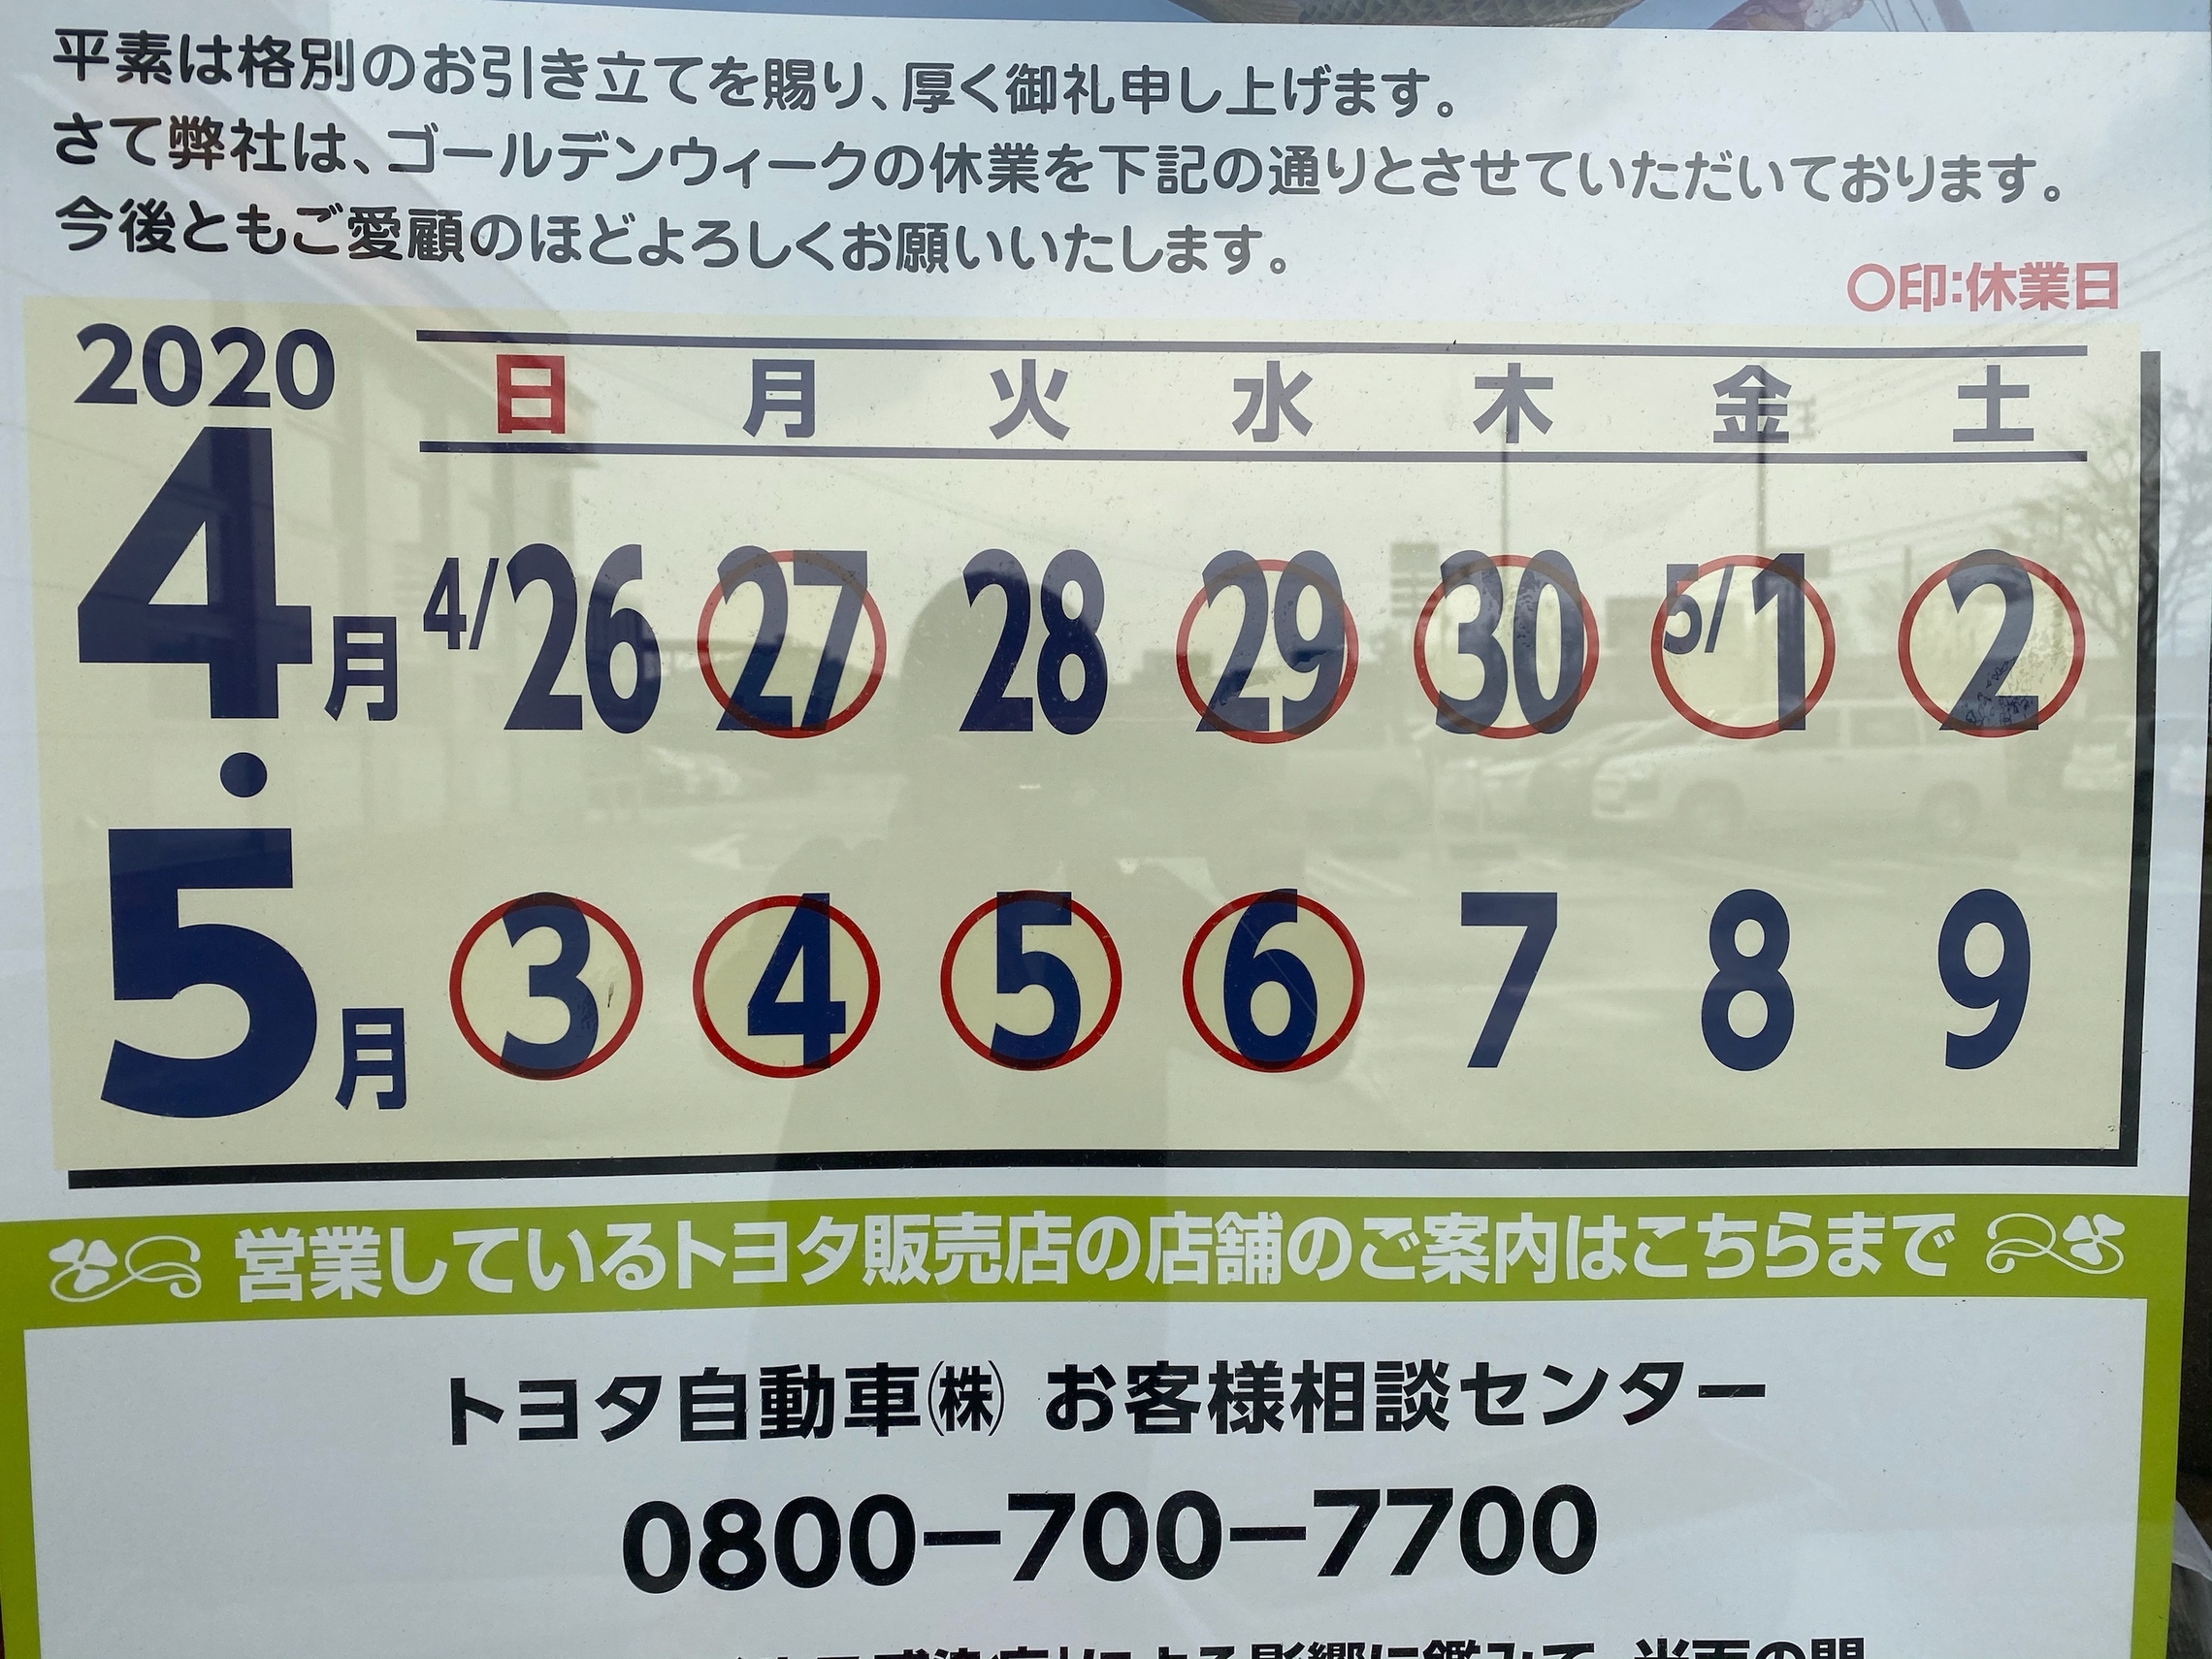 平素は格別のお引き立てを賜り、厚く御礼申し上げます。
さて弊社は、ゴールデンウィークの休業を下記の通りとさせていただいております。
今後ともご愛顧のほどよろしくお願いいたします。
〇印:休業日
2020
4月・5月
日 月 火 水 木 金 土
4/26 27 28 29 30 5/1 2
3 4 5 6 7 8 9
営業しているトヨタ販売店の店舗のご案内はこちらまで
トヨタ自動車㈱ お客様相談センター
0800-700-7700